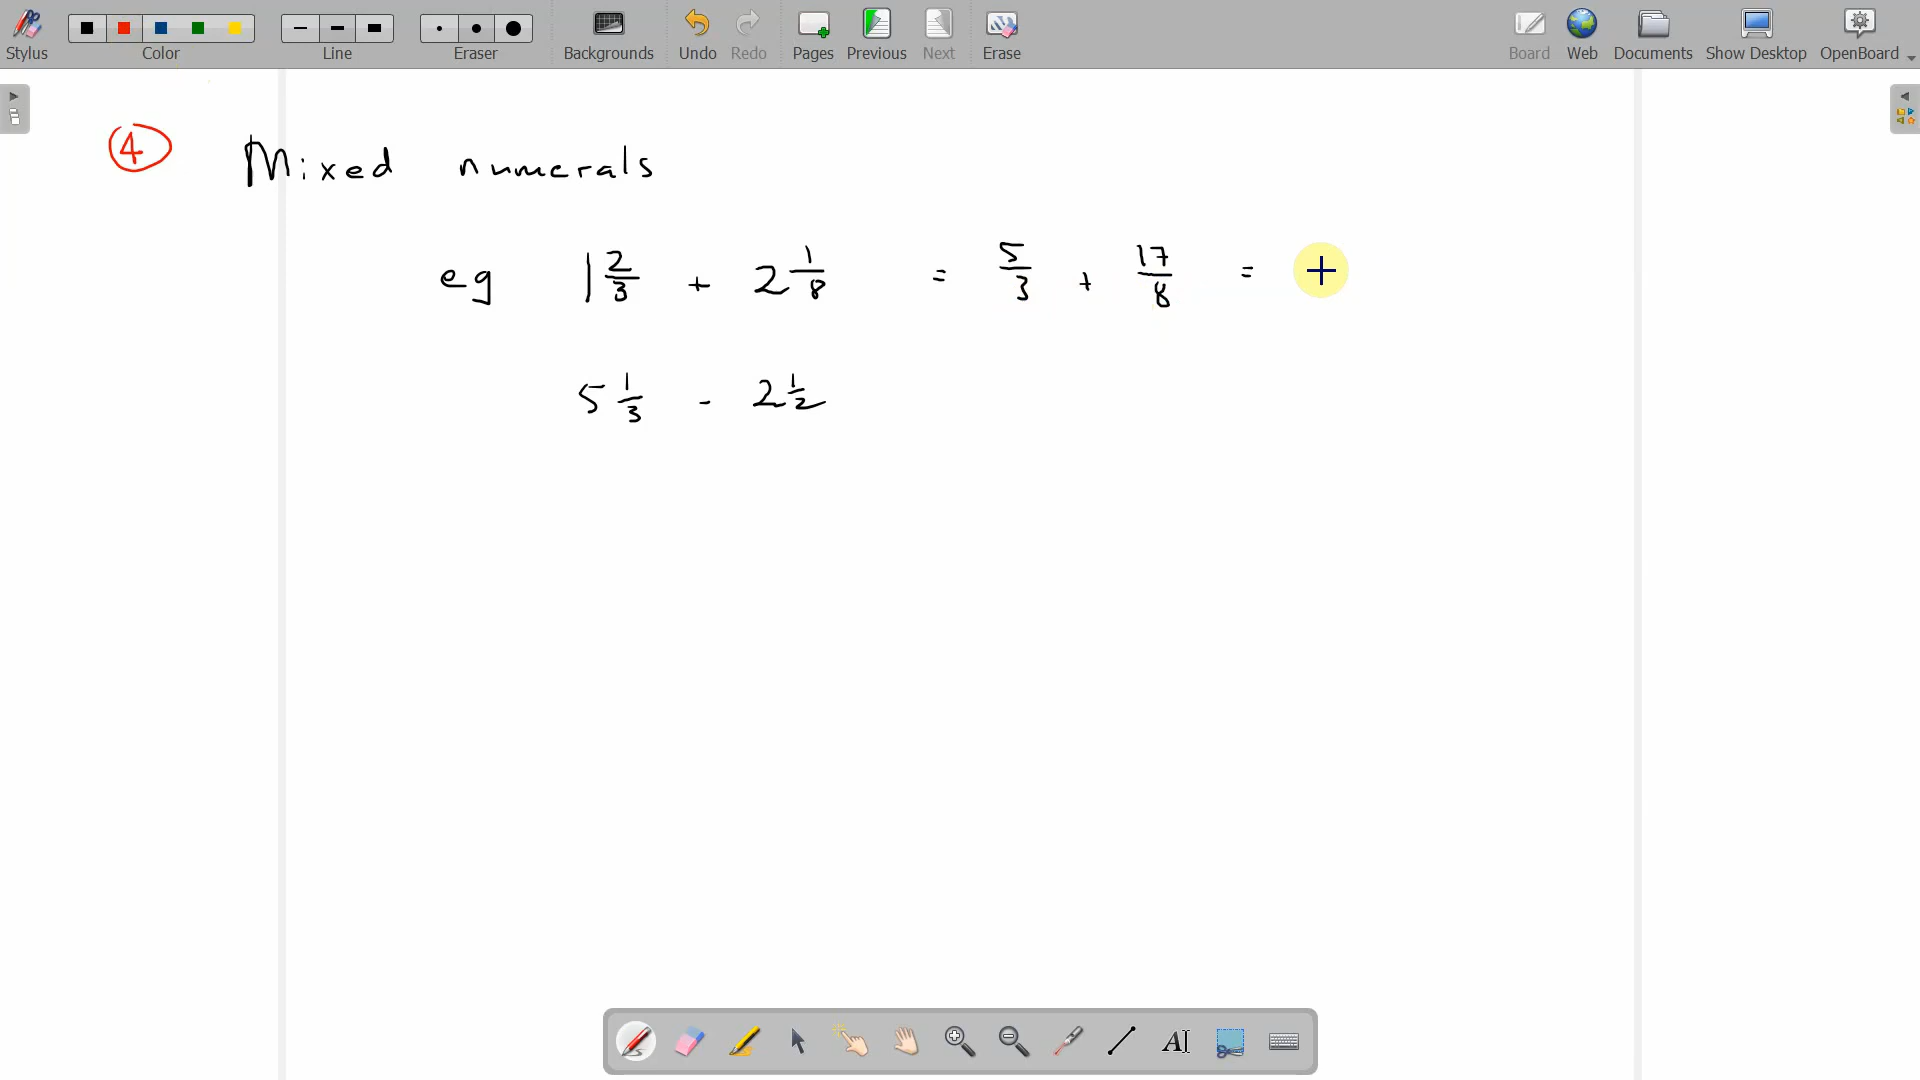 Stylus Color Line Eraser Backgrounds Undo Redo Pages Previous Next Erase Board Web Documents Show Desktop OpenBoard
④ Mixed numerals
eg 1 2/3 + 2 1/8 = 5/3 + 17/8 =
5 1/3 - 2 1/2